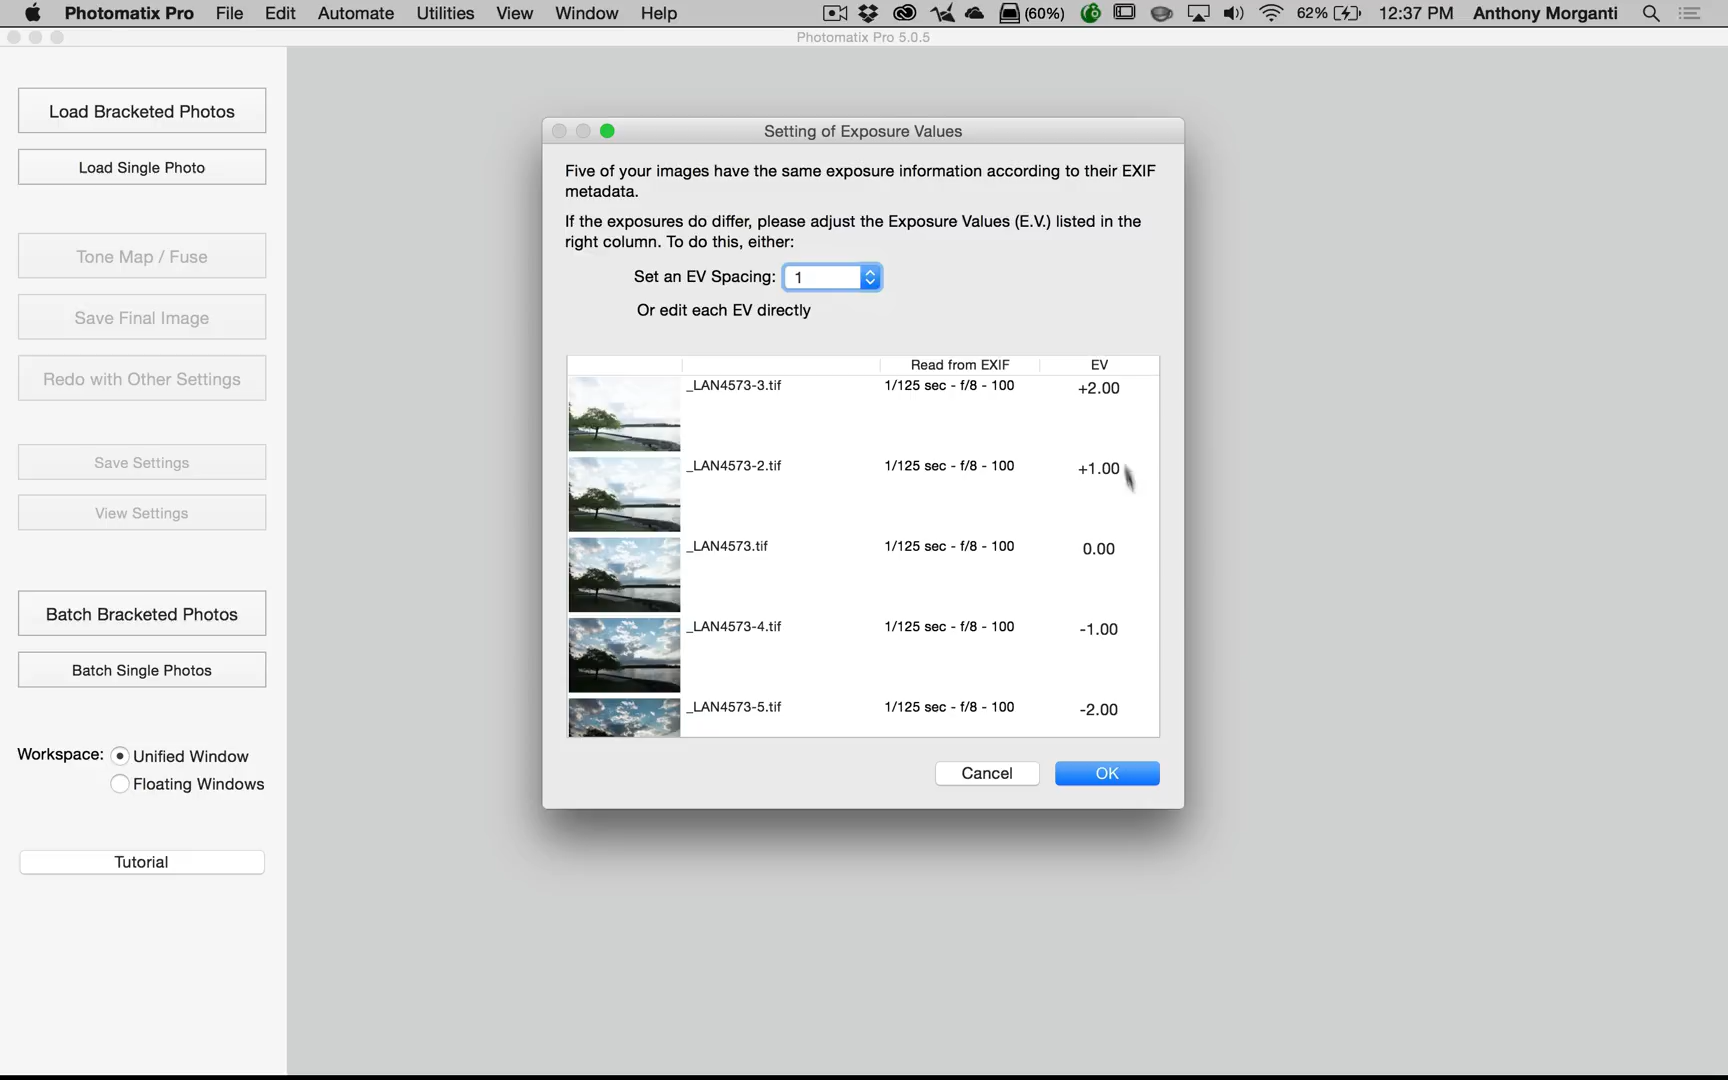 Photomatix Pro File Edit Automate Utilities View Window Help (60%) 62% 12:37 PM Anthony Morganti
Photomatix Pro 5.0.5
Load Bracketed Photos
Load Single Photo
Tone Map / Fuse
Save Final Image
Redo with Other Settings
Save Settings
View Settings
Batch Bracketed Photos
Batch Single Photos
Workspace: Unified Window
Floating Windows
Tutorial
Setting of Exposure Values
Five of your images have the same exposure information according to their EXIF
metadata.
If the exposures do differ, please adjust the Exposure Values (E.V.) listed in the
right column. To do this, either:
Set an EV Spacing: 1
Or edit each EV directly
Read from EXIF EV
_LAN4573-3.tif 1/125 sec - f/8 - 100 +2.00
_LAN4573-2.tif 1/125 sec - f/8 - 100 +1.00
_LAN4573.tif 1/125 sec - f/8 - 100 0.00
_LAN4573-4.tif 1/125 sec - f/8 - 100 -1.00
_LAN4573-5.tif 1/125 sec - f/8 - 100 -2.00
Cancel OK